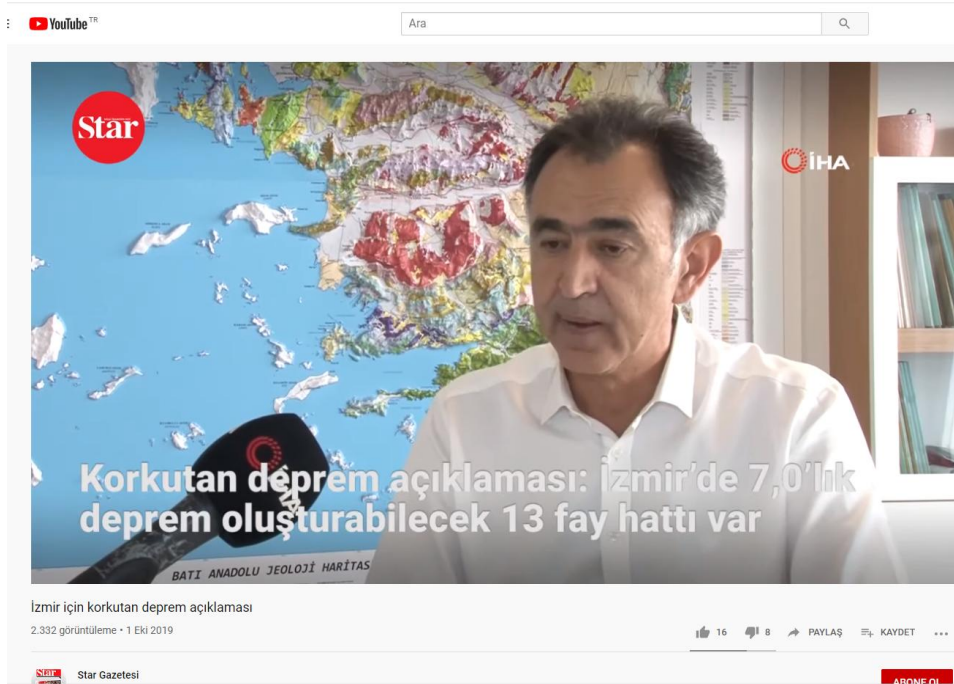 YouTube TR
Ara
Star
İHA
Korkutan deprem açıklaması: İzmir'de 7,0'lık
deprem oluşturabilecek 13 fay hattı var
BATI ANADOLU JEOLOJİ HARİTAS
İzmir için korkutan deprem açıklaması
2.332 görüntüleme • 1 Eki 2019
16
8
PAYLAŞ
KAYDET
Star
Star Gazetesi
ABONE OL